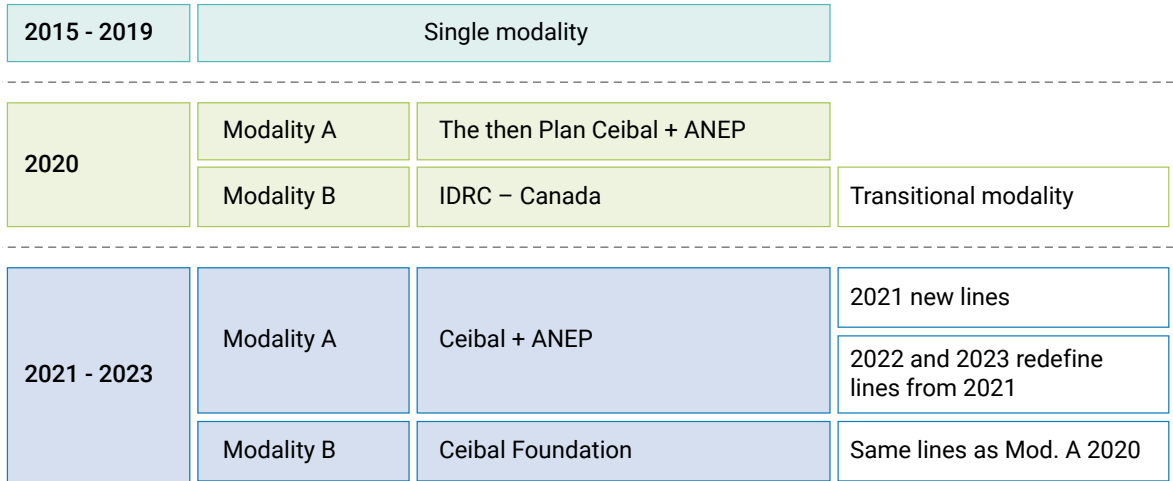 2015 - 2019
Single modality
2020
Modality A
The then Plan Ceibal + ANEP
Modality B
IDRC – Canada
Transitional modality
2021 - 2023
Modality A
Ceibal + ANEP
2021 new lines
2022 and 2023 redefine
lines from 2021
Modality B
Ceibal Foundation
Same lines as Mod. A 2020